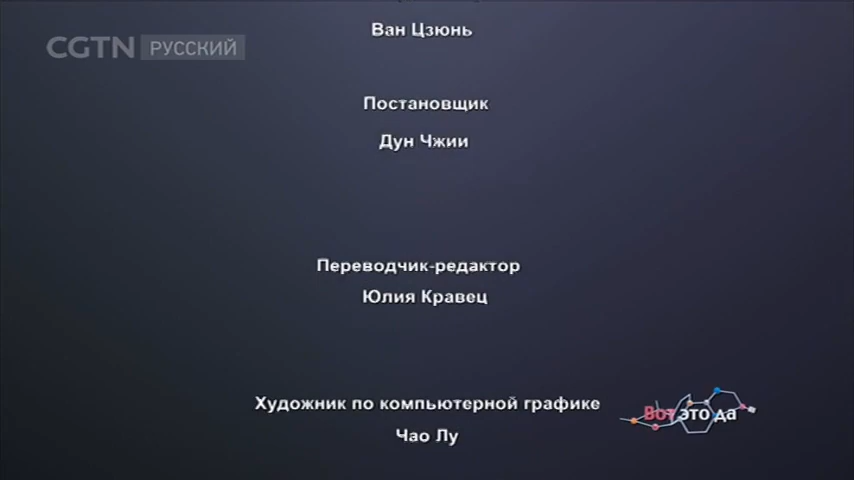 Ван Цзюнь
CGTN РУССКИЙ
Постановщик
Дун Чжии
Переводчик-редактор
Юлия Кравец
Художник по компьютерной графике
Вот это да
Чао Лу